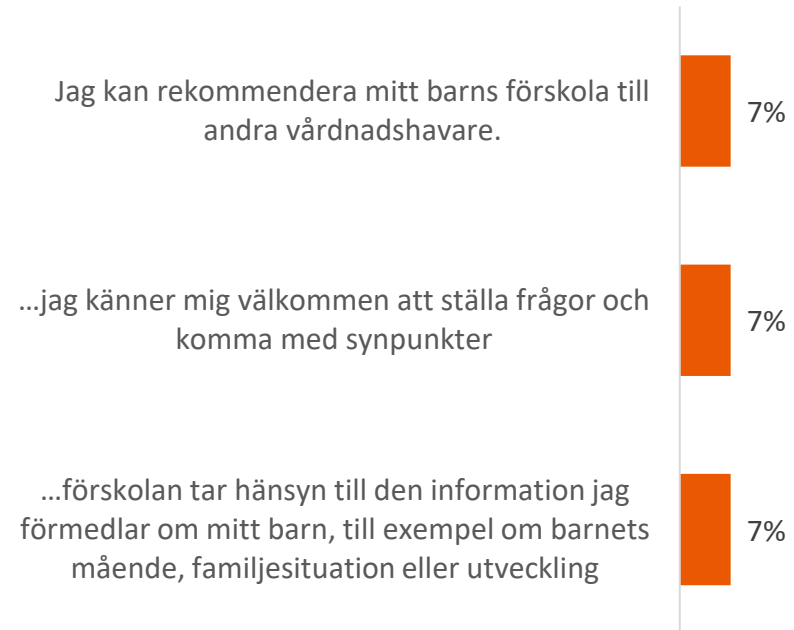 Jag kan rekommendera mitt barns förskola till
andra vårdnadshavare.
7%
...jag känner mig välkommen att ställa frågor och
komma med synpunkter
7%
...förskolan tar hänsyn till den information jag
förmedlar om mitt barn, till exempel om barnets
mående, familjesituation eller utveckling
7%